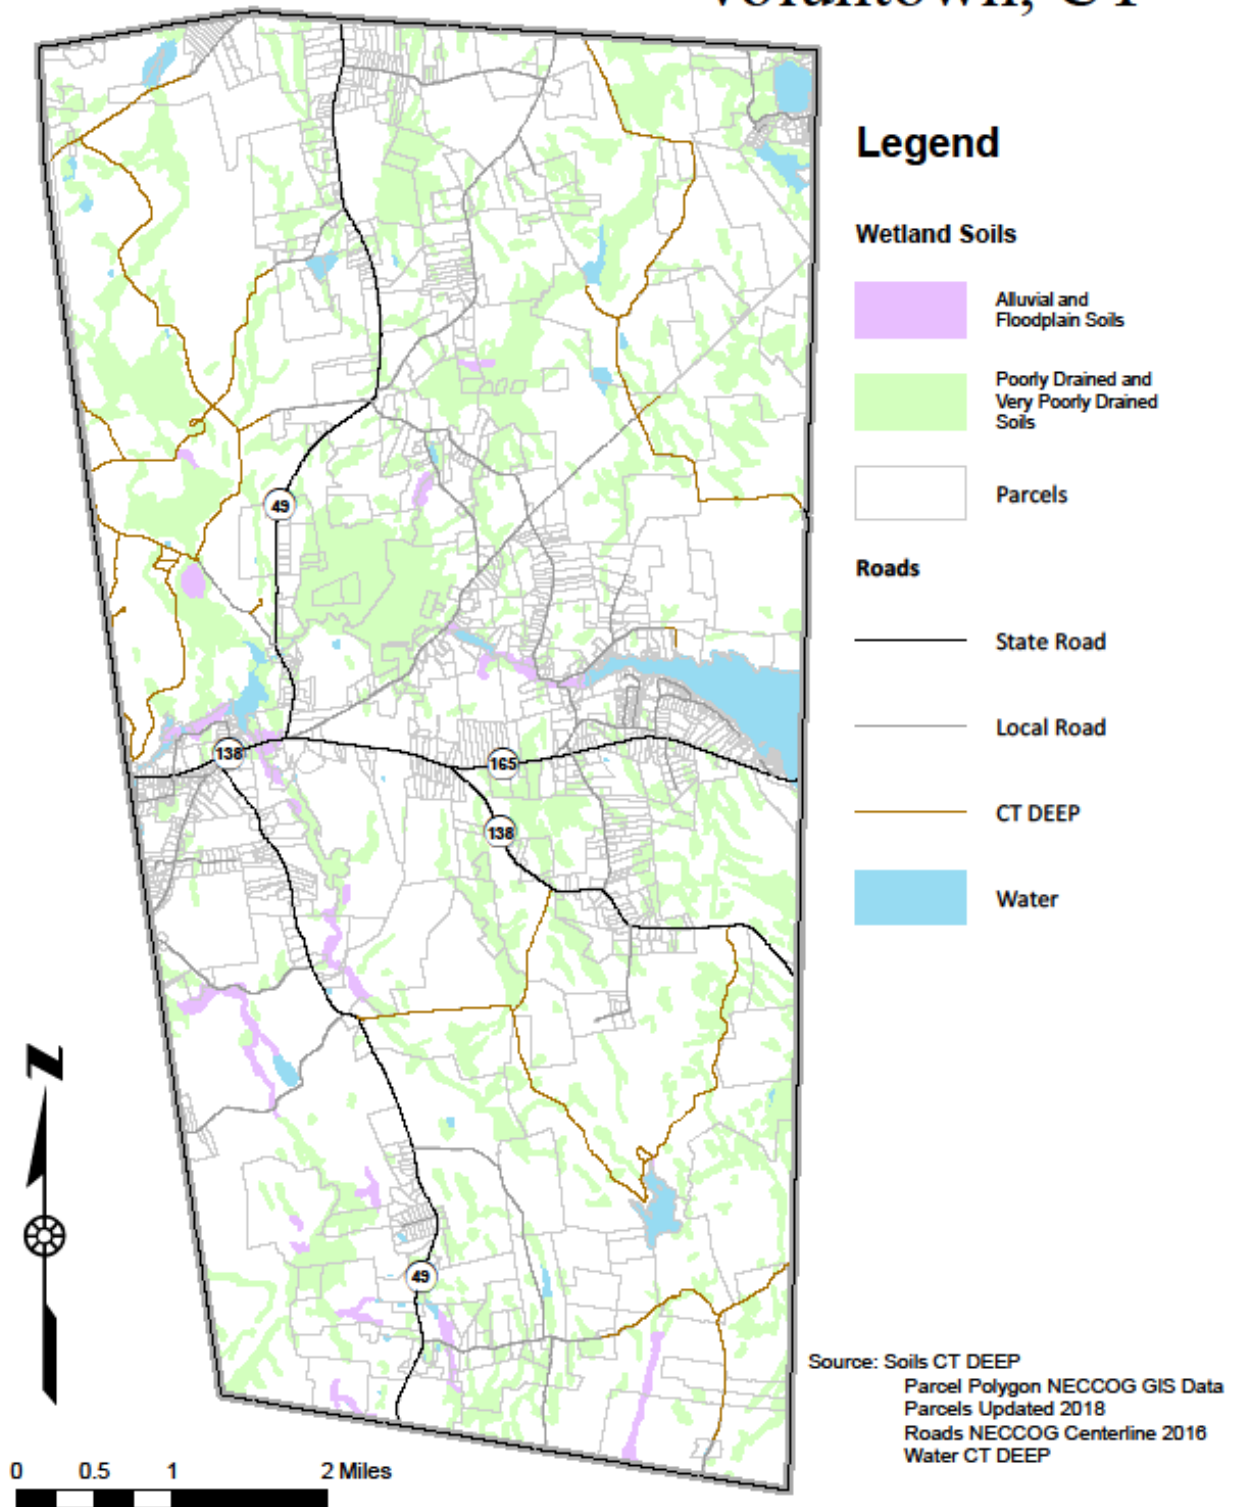 Voluntown, CT
Legend
Wetland Soils
Alluvial and
Floodplain Soils
Poorly Drained and
Very Poorly Drained
Soils
Parcels
Roads
State Road
Local Road
CT DEEP
Water
49
138
165
138
49
N
Source: Soils CT DEEP
Parcel Polygon NECCOG GIS Data
Parcels Updated 2018
Roads NECCOG Centerline 2016
Water CT DEEP
0 0.5 1 2 Miles